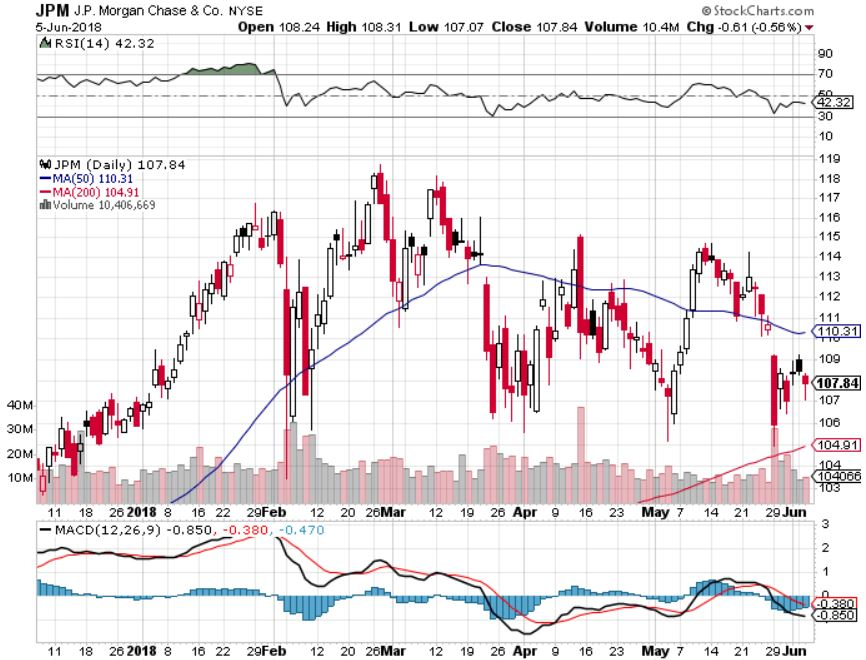 JPM J.P. Morgan Chase & Co. NYSE © StockCharts.com
5-Jun-2018 Open 108.24 High 108.31 Low 107.07 Close 107.84 Volume 10.4M Chg -0.61 (-0.56%)
RSI(14) 42.32
90
70
50
42.32
30
10
JPM (Daily) 107.84
MA(50) 110.31
MA(200) 104.91
Volume 10,406,669
119
118
117
116
115
114
113
112
111
110.31
109
107.84
107
106
104.91
104
104066
103
40M
30M
20M
10M
11 18 26 2018 8 16 22 29 Feb 12 20 26 Mar 12 19 26 Apr 9 16 23 May 7 14 21 29 Jun
MACD(12,26,9) -0.850, -0.380, -0.470
3
2
1
0
-0.380
-0.850
11 18 26 2018 8 16 22 29 Feb 12 20 26 Mar 12 19 26 Apr 9 16 23 May 7 14 21 29 Jun